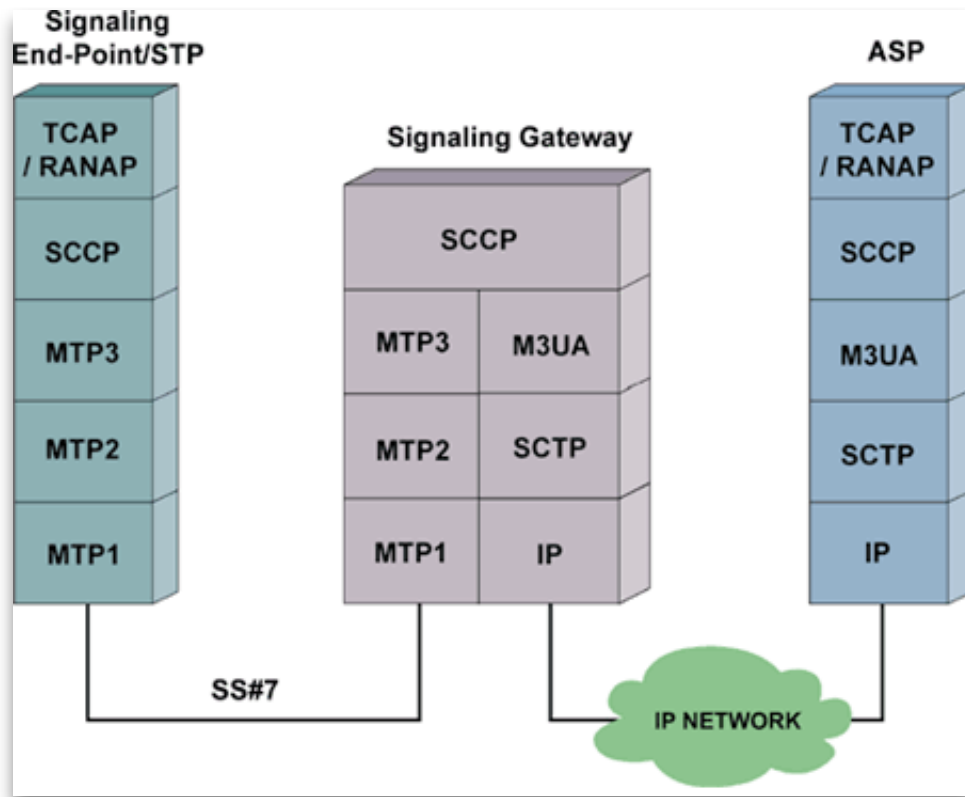 Signaling
End-Point/STP
TCAP
/ RANAP
SCCP
MTP3
MTP2
MTP1
Signaling Gateway
SCCP
MTP3
M3UA
MTP2
SCTP
MTP1
IP
ASP
TCAP
/ RANAP
SCCP
M3UA
SCTP
IP
SS#7
IP NETWORK